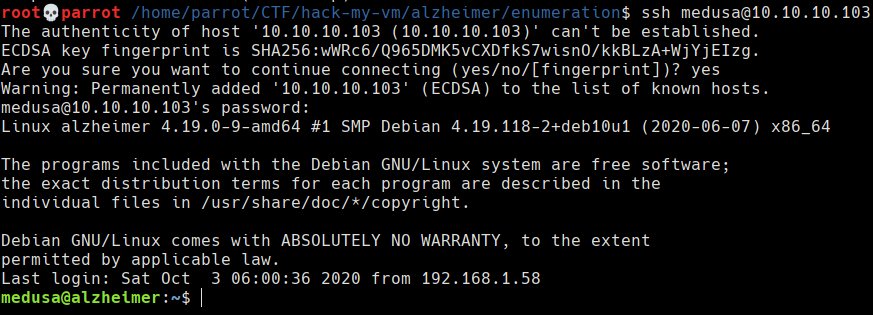 root💀parrot /home/parrot/CTF/hack-my-vm/alzheimer/enumeration$ ssh medusa@10.10.10.103
The authenticity of host '10.10.10.103 (10.10.10.103)' can't be established.
ECDSA key fingerprint is SHA256:wWRc6/Q965DMK5vCXDfkS7wisnO/kkBLzA+WjYjEIzg.
Are you sure you want to continue connecting (yes/no/[fingerprint])? yes
Warning: Permanently added '10.10.10.103' (ECDSA) to the list of known hosts.
medusa@10.10.10.103's password:
Linux alzheimer 4.19.0-9-amd64 #1 SMP Debian 4.19.118-2+deb10u1 (2020-06-07) x86_64
The programs included with the Debian GNU/Linux system are free software;
the exact distribution terms for each program are described in the
individual files in /usr/share/doc/*/copyright.
Debian GNU/Linux comes with ABSOLUTELY NO WARRANTY, to the extent
permitted by applicable law.
Last login: Sat Oct  3 06:00:36 2020 from 192.168.1.58
medusa@alzheimer:~$